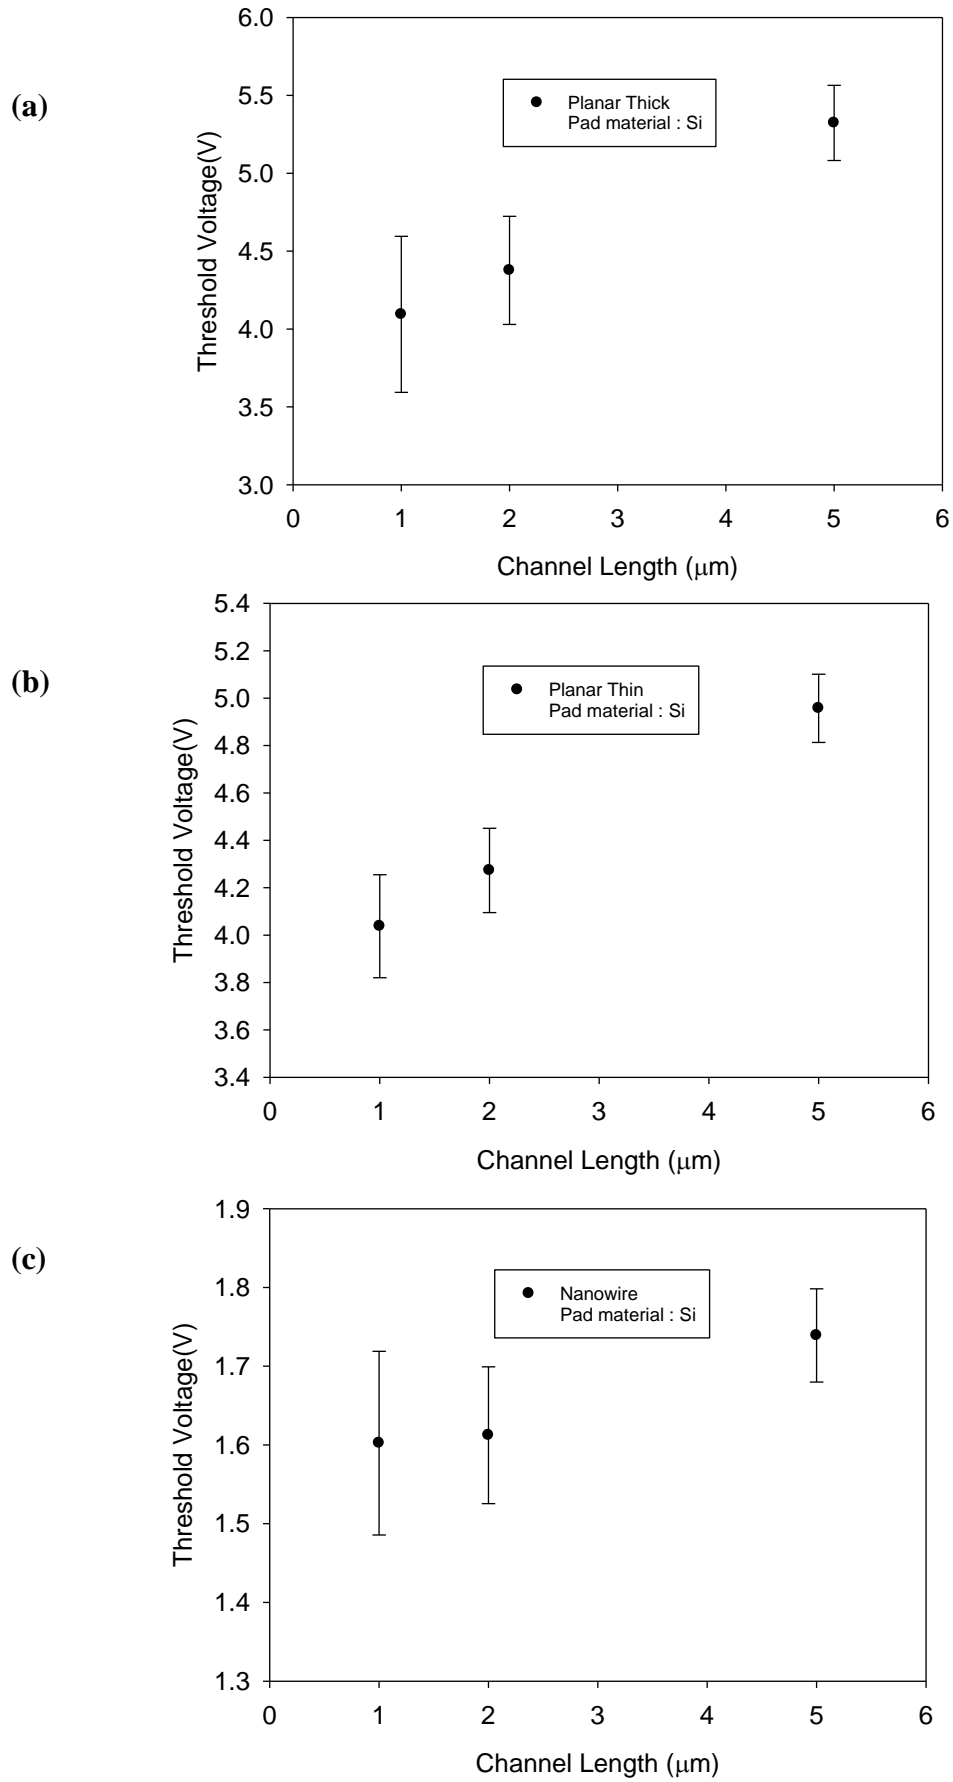 (a)
6.0
5.5
5.0
4.5
4.0
3.5
3.0
Threshold Voltage(V)
Planar Thick
Pad material : Si
0 1 2 3 4 5 6
Channel Length (μm)
(b)
5.4
5.2
5.0
4.8
4.6
4.4
4.2
4.0
3.8
3.6
3.4
Threshold Voltage(V)
Planar Thin
Pad material : Si
0 1 2 3 4 5 6
Channel Length (μm)
(c)
1.9
1.8
1.7
1.6
1.5
1.4
1.3
Threshold Voltage(V)
Nanowire
Pad material : Si
0 1 2 3 4 5 6
Channel Length (μm)